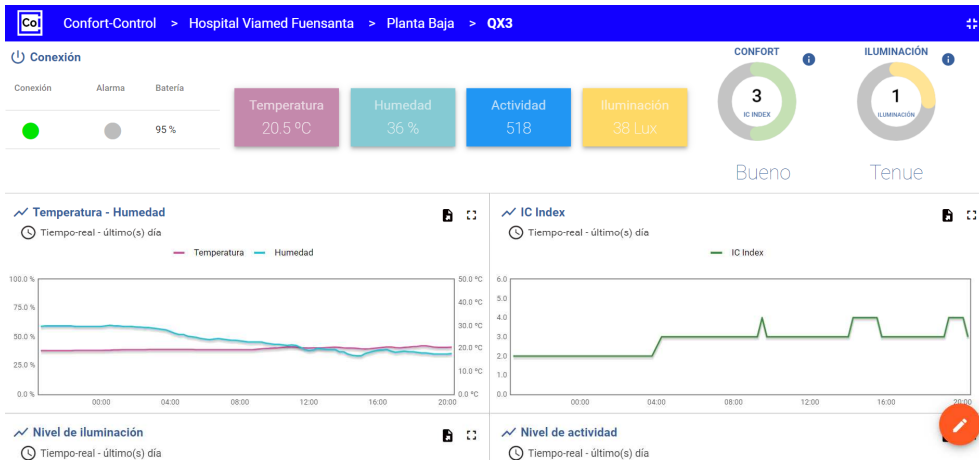 Co| Confort-Control > Hospital Viamed Fuensanta > Planta Baja > QX3
Conexión
Conexión Alarma Batería
95 %
Temperatura
20.5 ºC
Humedad
36 %
Actividad
518
Iluminación
38 Lux
CONFORT
3
IC INDEX
Bueno
ILUMINACIÓN
1
ILUMINACIÓN
Tenue
Temperatura - Humedad
Tiempo-real - último(s) día
Temperatura Humedad
100.0 % 50.0 ºC
40.0 ºC
75.0 %
30.0 ºC
50.0 %
20.0 ºC
25.0 %
10.0 ºC
0.0 % 0.0 ºC
00:00 04:00 08:00 12:00 16:00 20:00
IC Index
Tiempo-real - último(s) día
IC Index
6.0
5.0
4.0
3.0
2.0
1.0
0.0
00:00 04:00 08:00 12:00 16:00 20:00
Nivel de iluminación
Tiempo-real - último(s) día
Nivel de actividad
Tiempo-real - último(s) día